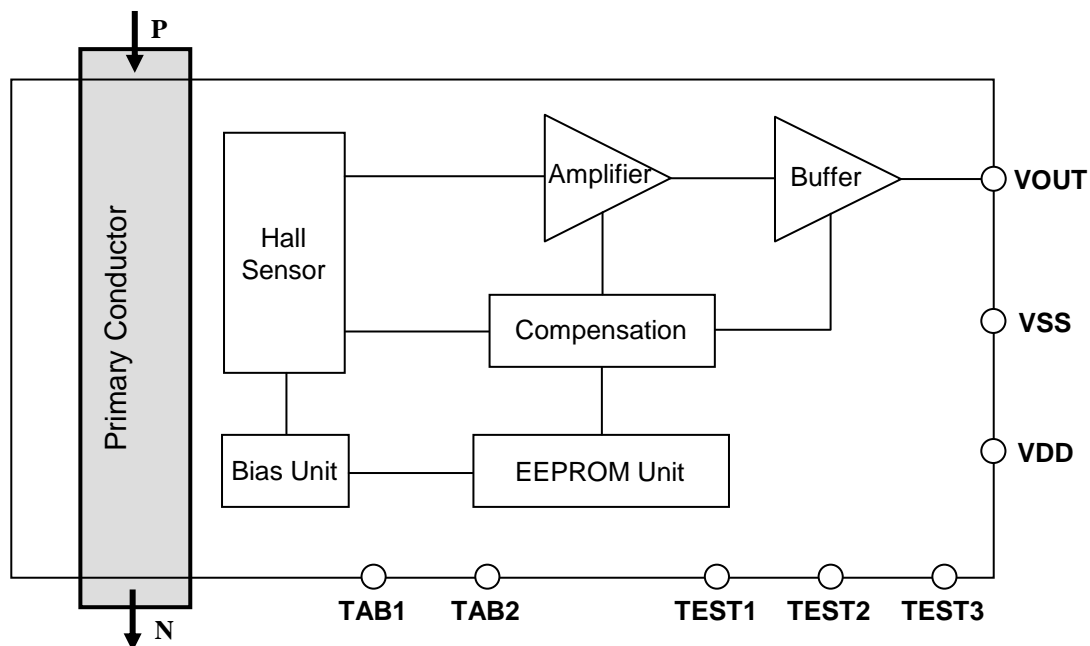 P
Primary Conductor
Hall
Sensor
Amplifier
Buffer
VOUT
Compensation
VSS
Bias Unit
EEPROM Unit
VDD
TAB1
TAB2
TEST1
TEST2
TEST3
N